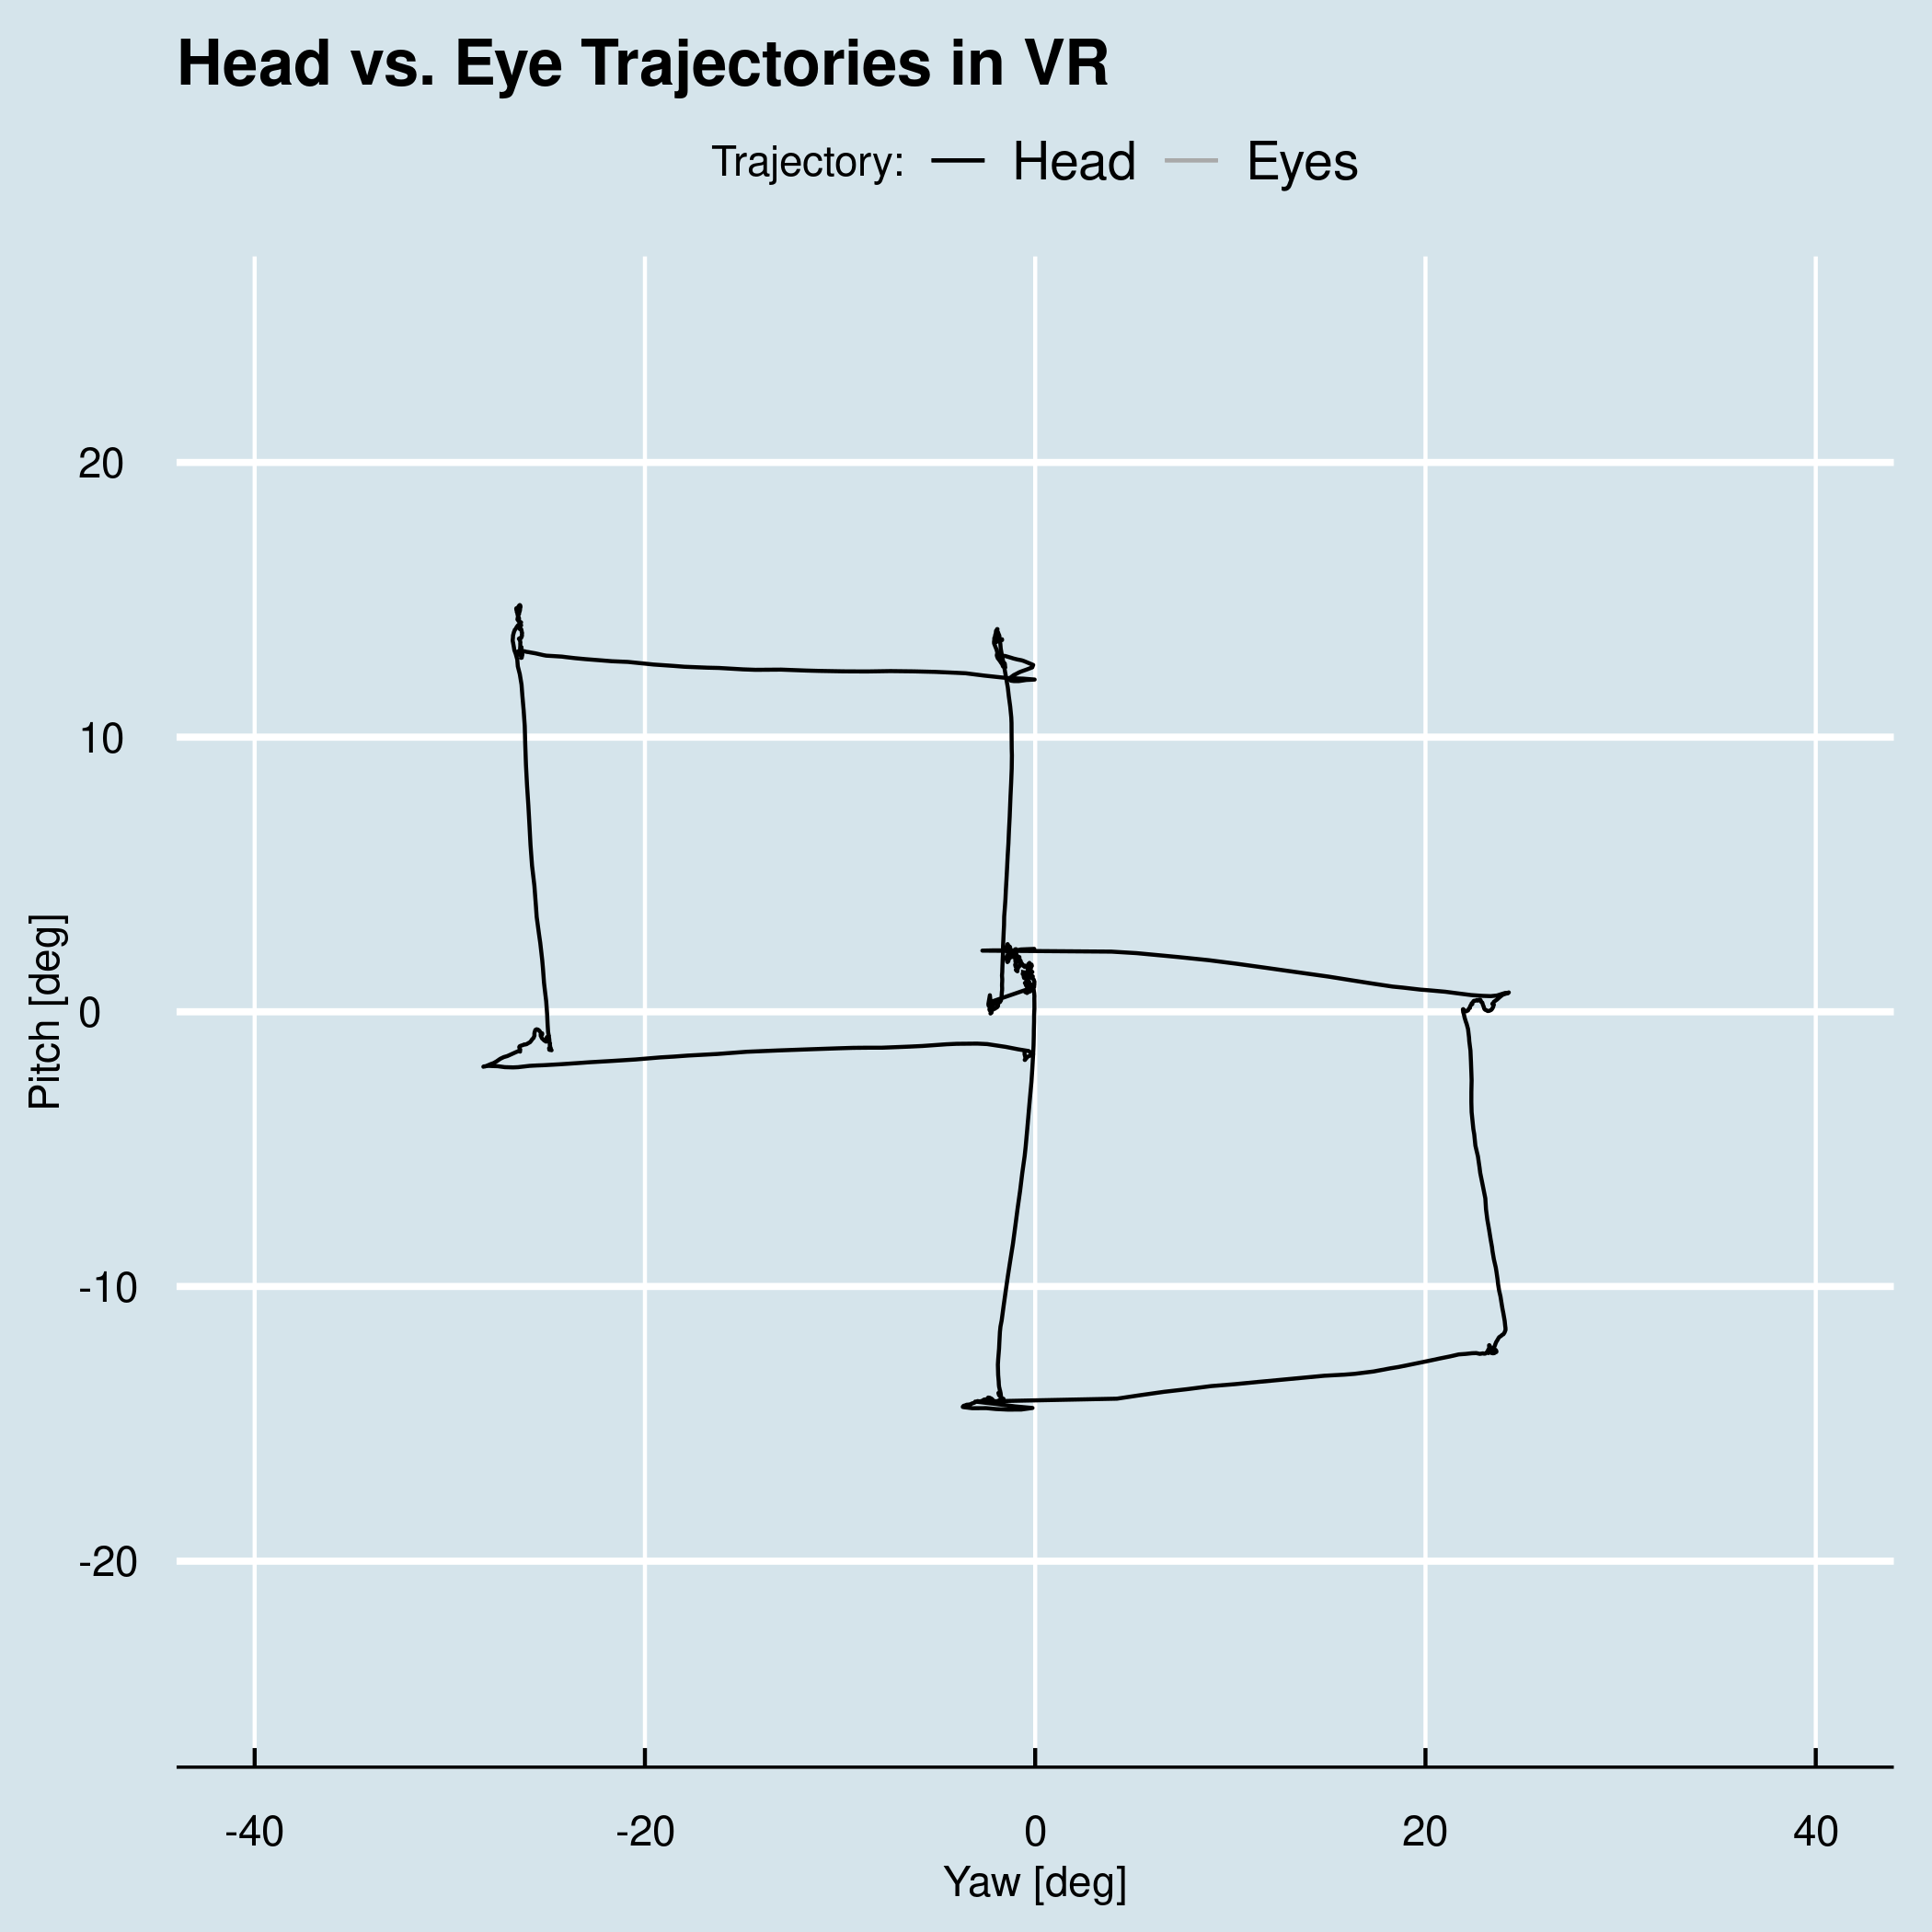 Head vs. Eye Trajectories in VR
Trajectory: Head Eyes
20
10
0
-10
-20
Pitch [deg]
-40 -20 0 20 40
Yaw [deg]